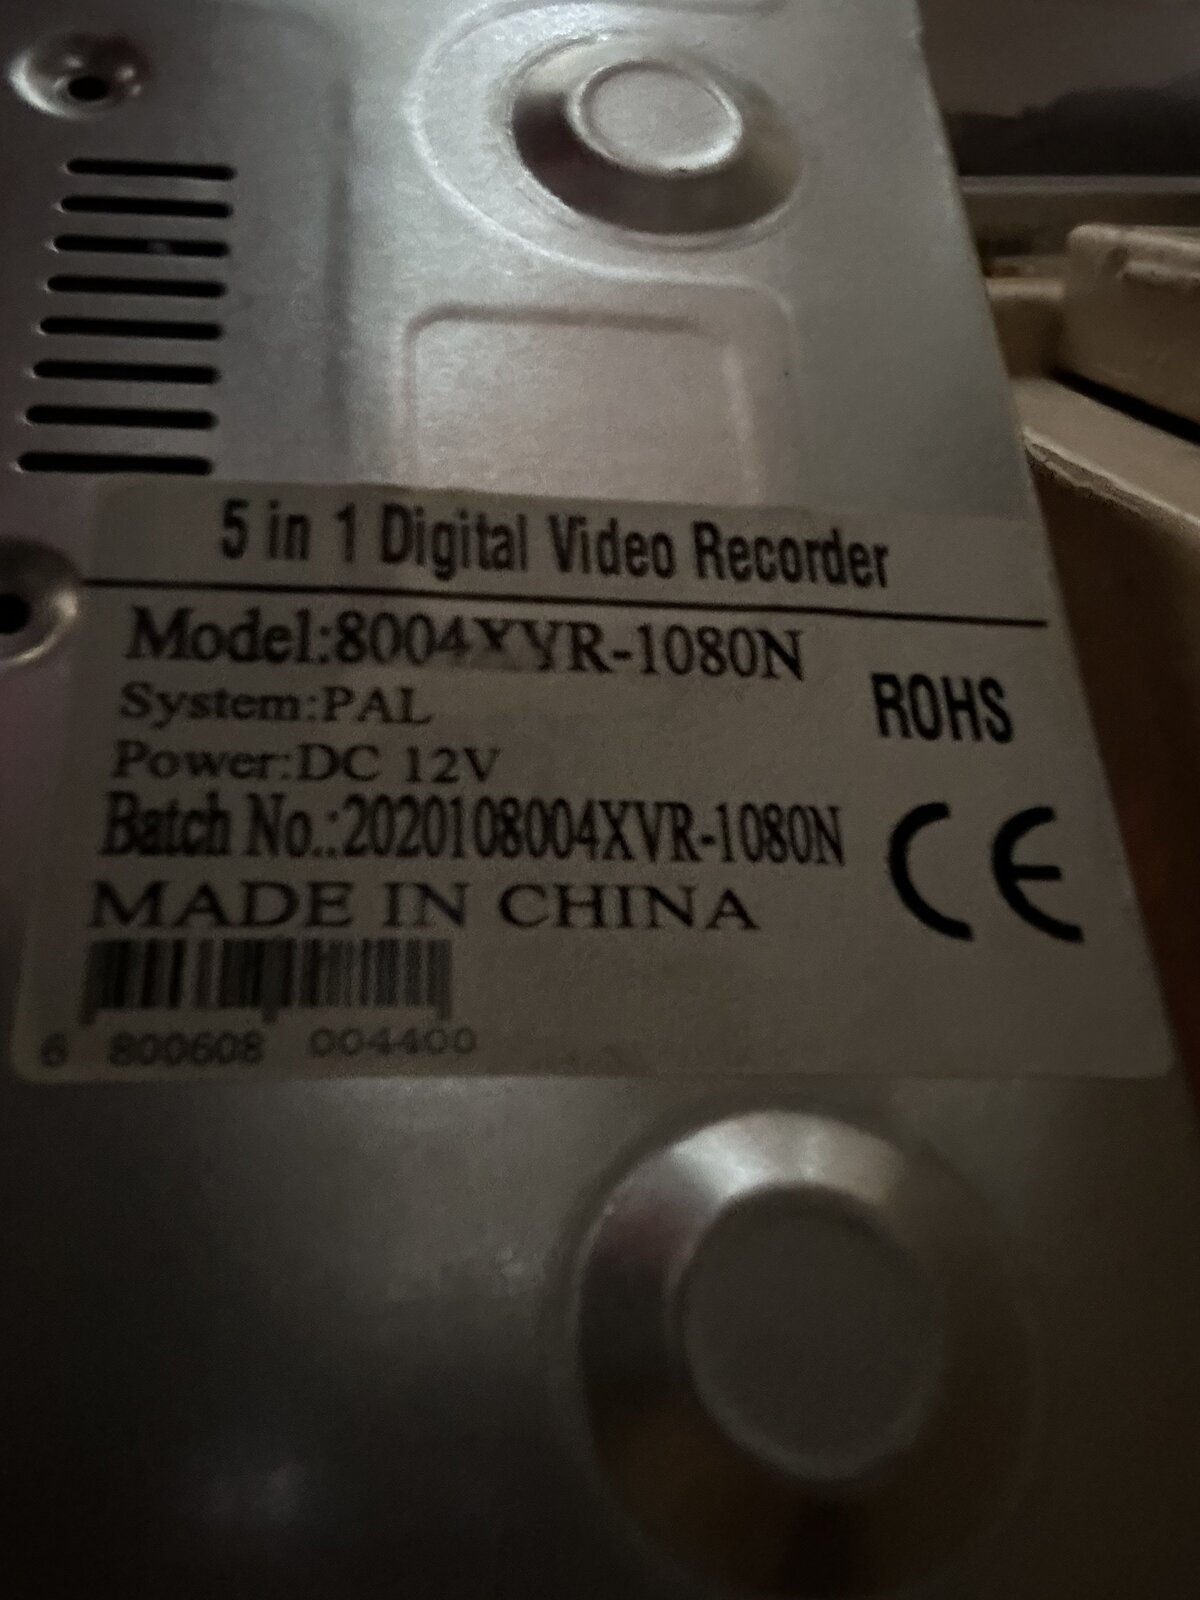 5 in 1 Digital Video Recorder
Model:8004XVR-1080N
System:PAL
Power:DC 12V
ROHS
Batch No.:2020108004XVR-1080N
CE
MADE IN CHINA
6 800608 004400